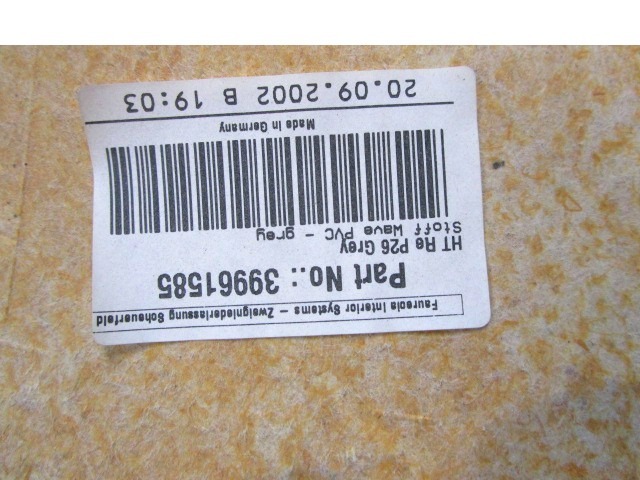 Faurecia Interior Systems - Zweigniederlassung Scheuerfeld
Part No.: 39961585
HT Re P26 Grey
Stoff Wave PVC - grey
Made in Germany
20.09.2002 B 19:03